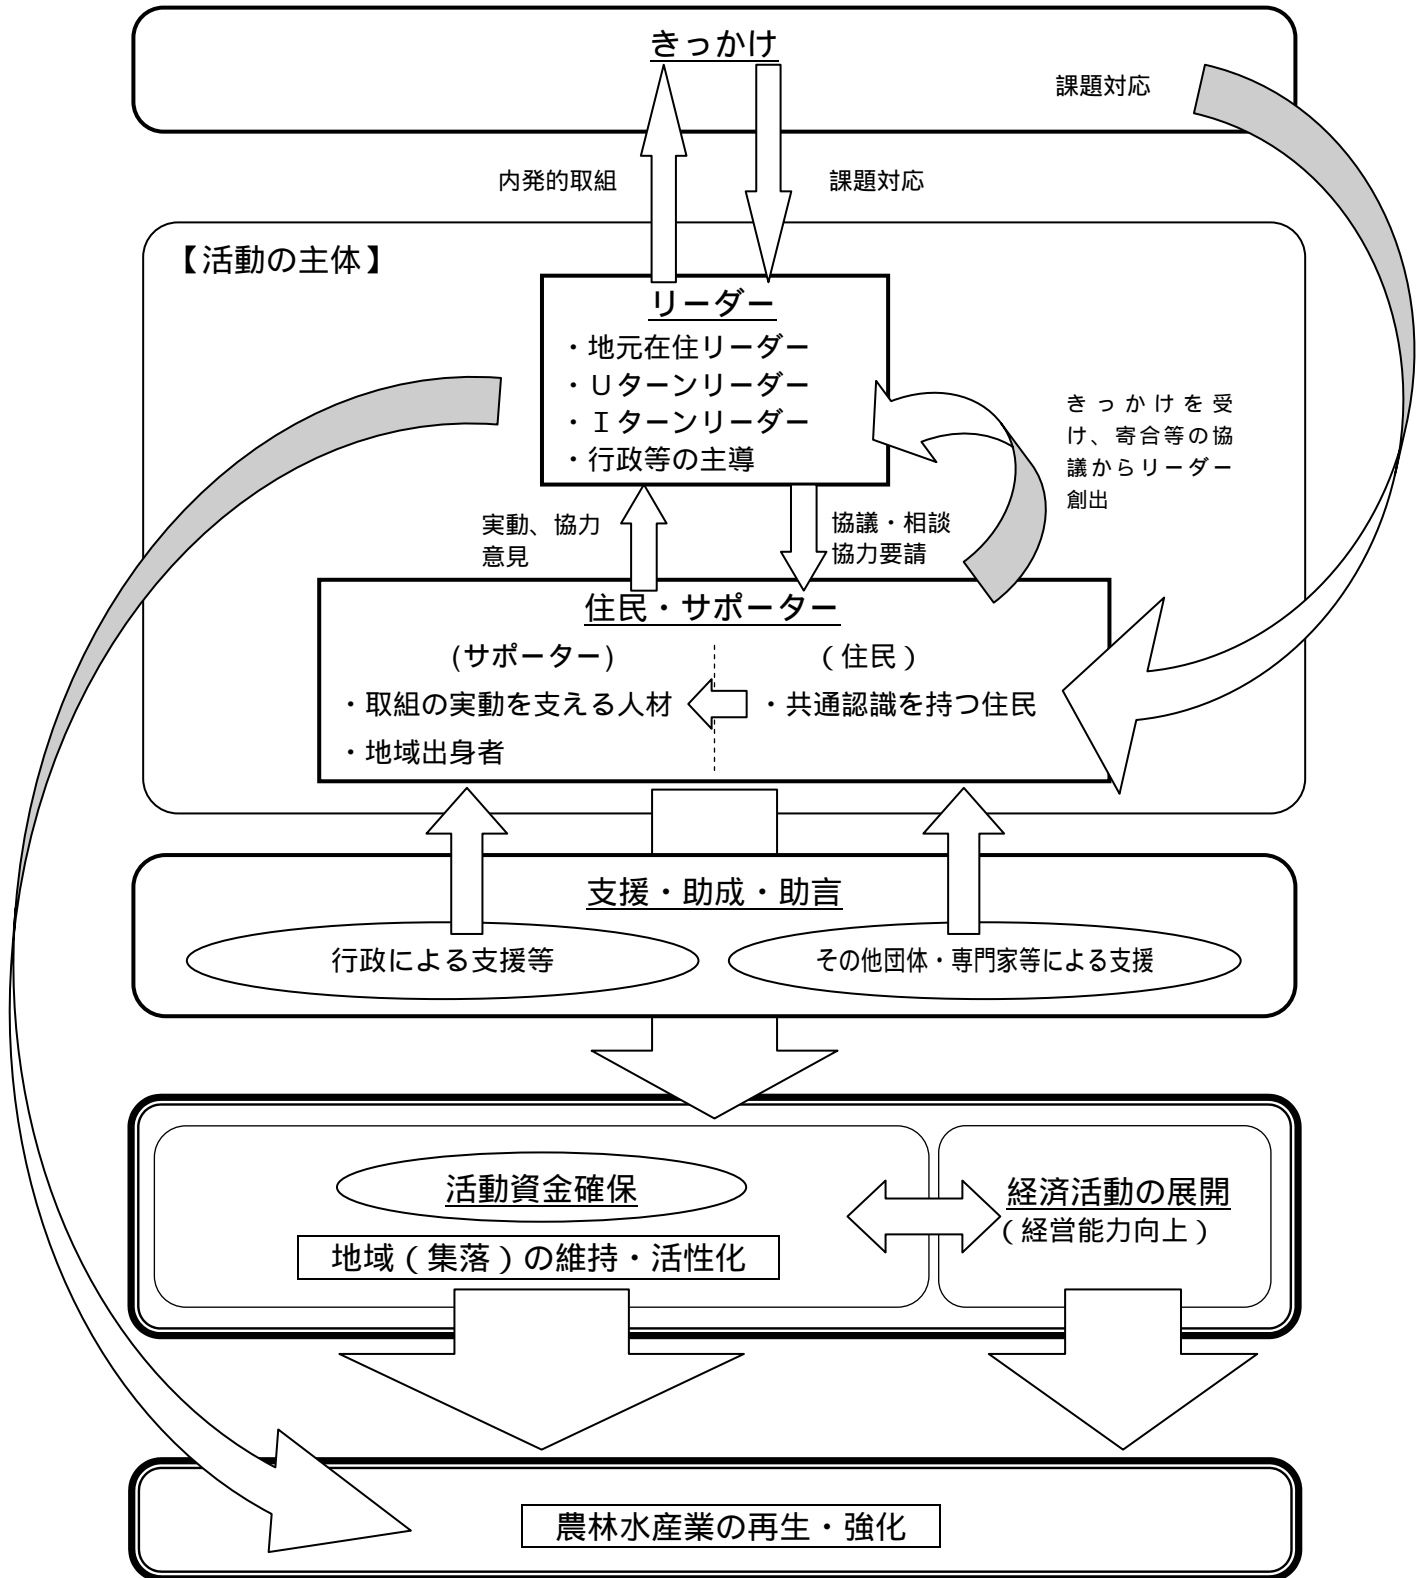 きっかけ
課題対応
内発的取組
課題対応
【活動の主体】
リーダー
・地元在住リーダー
・Ｕターンリーダー
・Ｉターンリーダー
・行政等の主導
きっかけを受
け、寄合等の協
議からリーダー
創出
実動、協力
意見
協議・相談
協力要請
住民・サポーター
(サポーター)
（住民）
・取組の実動を支える人材
・共通認識を持つ住民
・地域出身者
支援・助成・助言
行政による支援等
その他団体・専門家等による支援
活動資金確保
経済活動の展開
（経営能力向上）
地域（集落）の維持・活性化
農林水産業の再生・強化